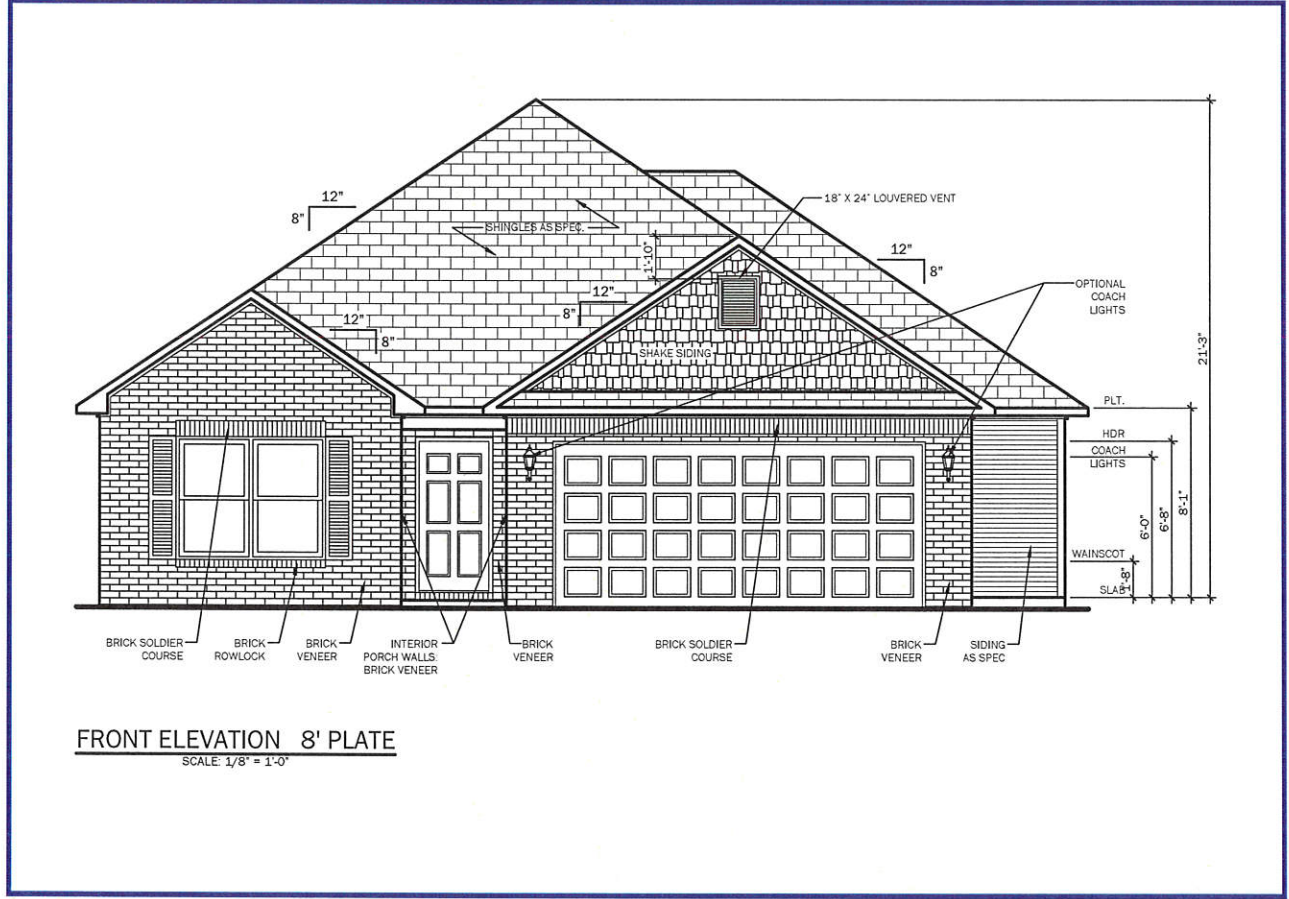 12"
8"
SHINGLES AS SPEC.
18" X 24" LOUVERED VENT
1'-10"
12"
8"
12"
8"
12"
8"
OPTIONAL
COACH
LIGHTS
SHAKE SIDING
21'-3"
PLT.
HDR
COACH
LIGHTS
6'-0"
6'-8"
8'-1"
WAINSCOT
SLAB
1'-8"
BRICK SOLDIER
COURSE
BRICK
ROWLOCK
BRICK
VENEER
INTERIOR
PORCH WALLS:
BRICK VENEER
BRICK
VENEER
BRICK SOLDIER
COURSE
BRICK
VENEER
SIDING
AS SPEC
FRONT ELEVATION 8' PLATE
SCALE: 1/8" = 1'-0"